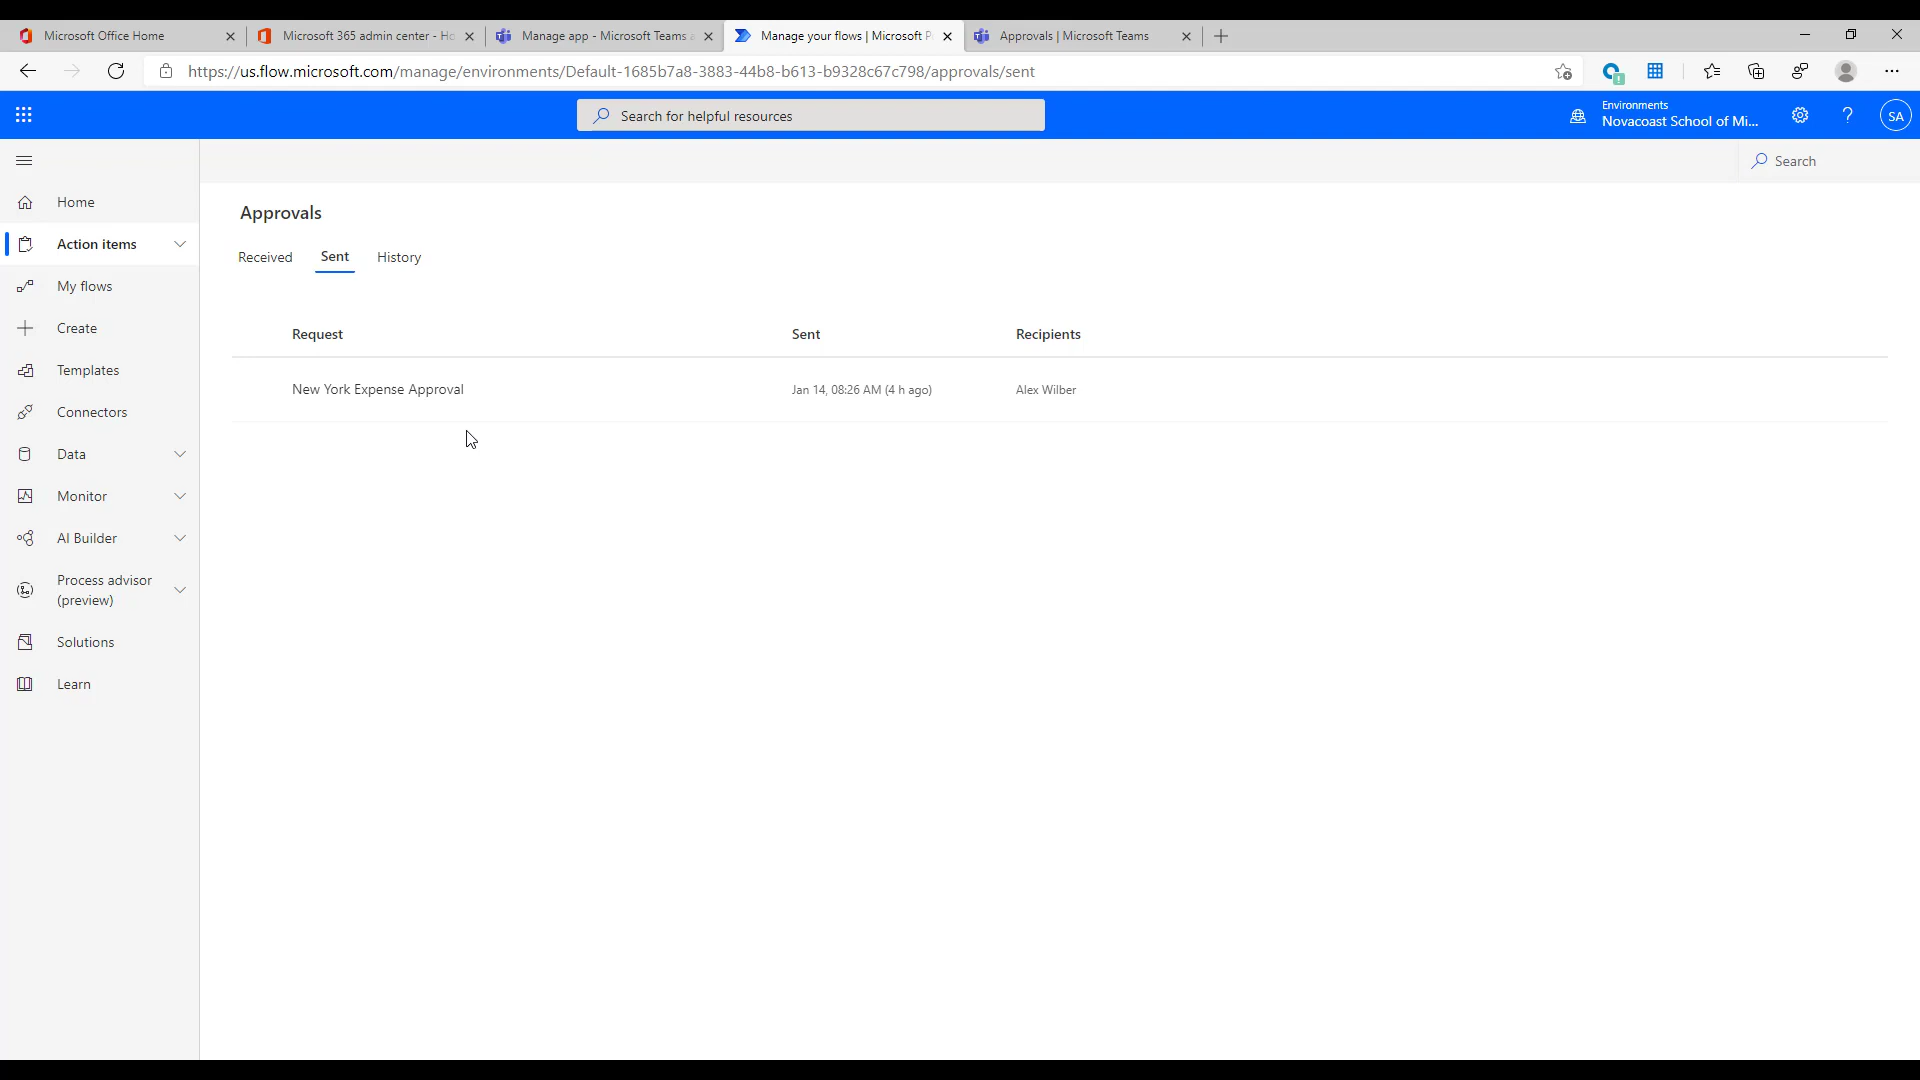 Microsoft Office Home
Microsoft 365 admin center - Ho
Manage app - Microsoft Teams a
Manage your flows | Microsoft P
Approvals | Microsoft Teams
https://us.flow.microsoft.com/manage/environments/Default-1685b7a8-3883-44b8-b613-b9328c67c798/approvals/sent
Search for helpful resources
Environments
Novacoast School of Mi...
?
SA
Search
Home
Action items
My flows
Create
Templates
Connectors
Data
Monitor
AI Builder
Process advisor
(preview)
Solutions
Learn
Approvals
Received Sent History
Request Sent Recipients
New York Expense Approval Jan 14, 08:26 AM (4 h ago) Alex Wilber